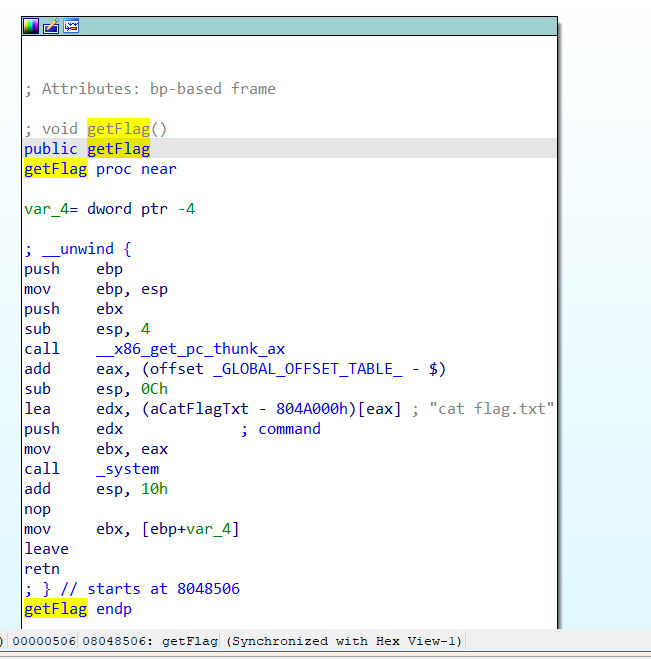 ; Attributes: bp-based frame
; void getFlag()
public getFlag
getFlag proc near
var_4= dword ptr -4
; __unwind {
push    ebp
mov     ebp, esp
push    ebx
sub     esp, 4
call    __x86_get_pc_thunk_ax
add     eax, (offset _GLOBAL_OFFSET_TABLE_ - $)
sub     esp, 0Ch
lea     edx, (aCatFlagTxt - 804A000h)[eax] ; "cat flag.txt"
push    edx             ; command
mov     ebx, eax
call    _system
add     esp, 10h
nop
mov     ebx, [ebp+var_4]
leave
retn
; } // starts at 8048506
getFlag endp
) 00000506 08048506: getFlag (Synchronized with Hex View-1)